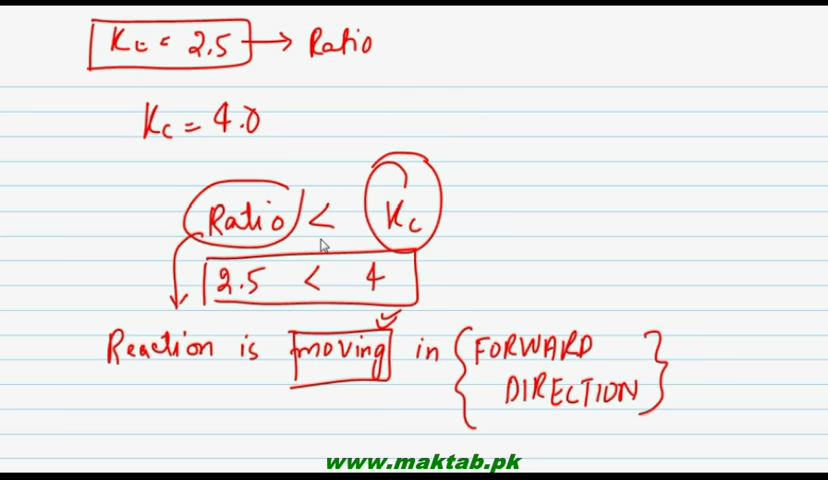 Kc = 2.5 → Ratio
Kc = 4.0
Ratio < Kc
2.5 < 4
Reaction is moving in { FORWARD
DIRECTION }
www.maktab.pk